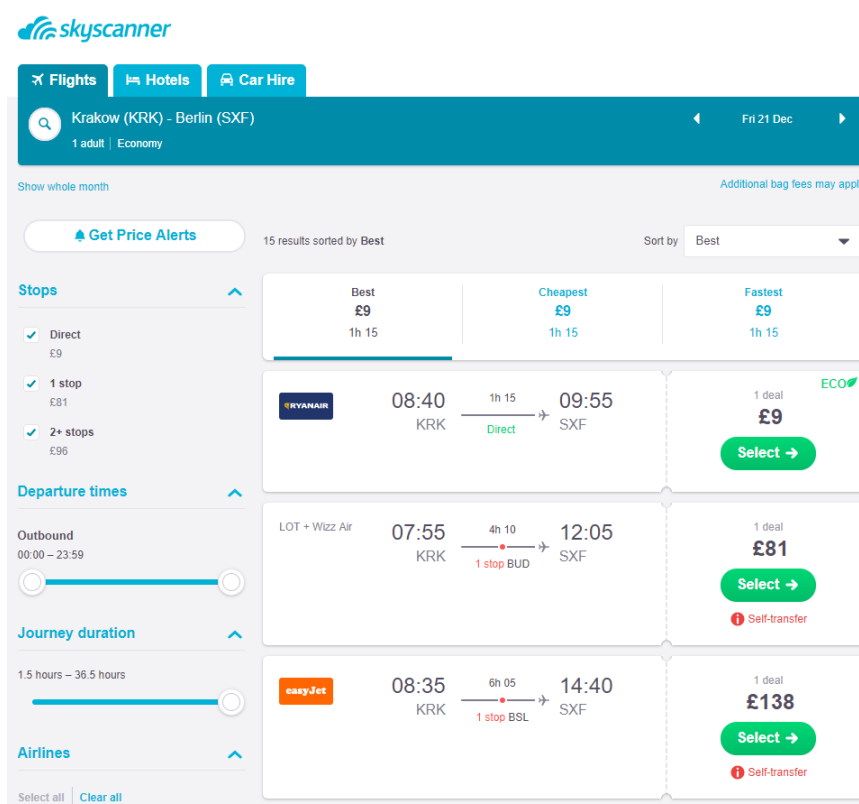 skyscanner
Flights
Hotels
Car Hire
Krakow (KRK) - Berlin (SXF)
1 adult | Economy
Fri 21 Dec
Show whole month
Additional bag fees may appl
Get Price Alerts
15 results sorted by Best
Sort by
Best
Stops
Direct
£9
1 stop
£81
2+ stops
£96
Departure times
Outbound
00:00 – 23:59
Journey duration
1.5 hours – 36.5 hours
Airlines
Select all | Clear all
Best
£9
1h 15
Cheapest
£9
1h 15
Fastest
£9
1h 15
RYANAIR
08:40
KRK
1h 15
Direct
09:55
SXF
ECO
1 deal
£9
Select
LOT + Wizz Air
07:55
KRK
4h 10
1 stop BUD
12:05
SXF
1 deal
£81
Select
Self-transfer
easyJet
08:35
KRK
6h 05
1 stop BSL
14:40
SXF
1 deal
£138
Select
Self-transfer